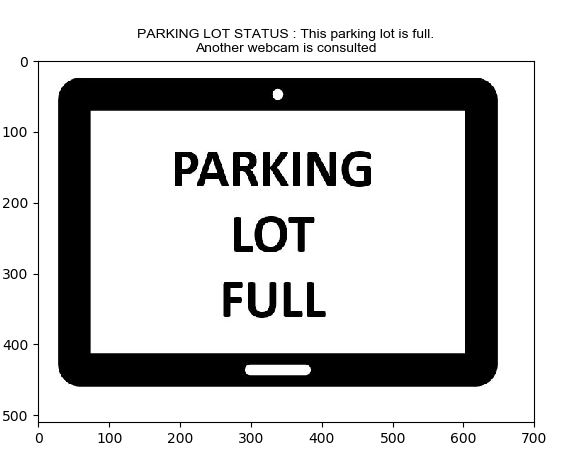 PARKING LOT STATUS : This parking lot is full.
Another webcam is consulted
0
100
200
300
400
500
PARKING
LOT
FULL
0 100 200 300 400 500 600 700